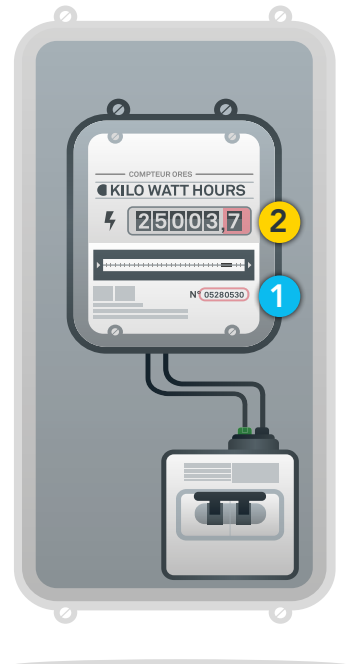 COMPTEUR ORES
KILO WATT HOURS
25003,7
2
N° 05280530
1